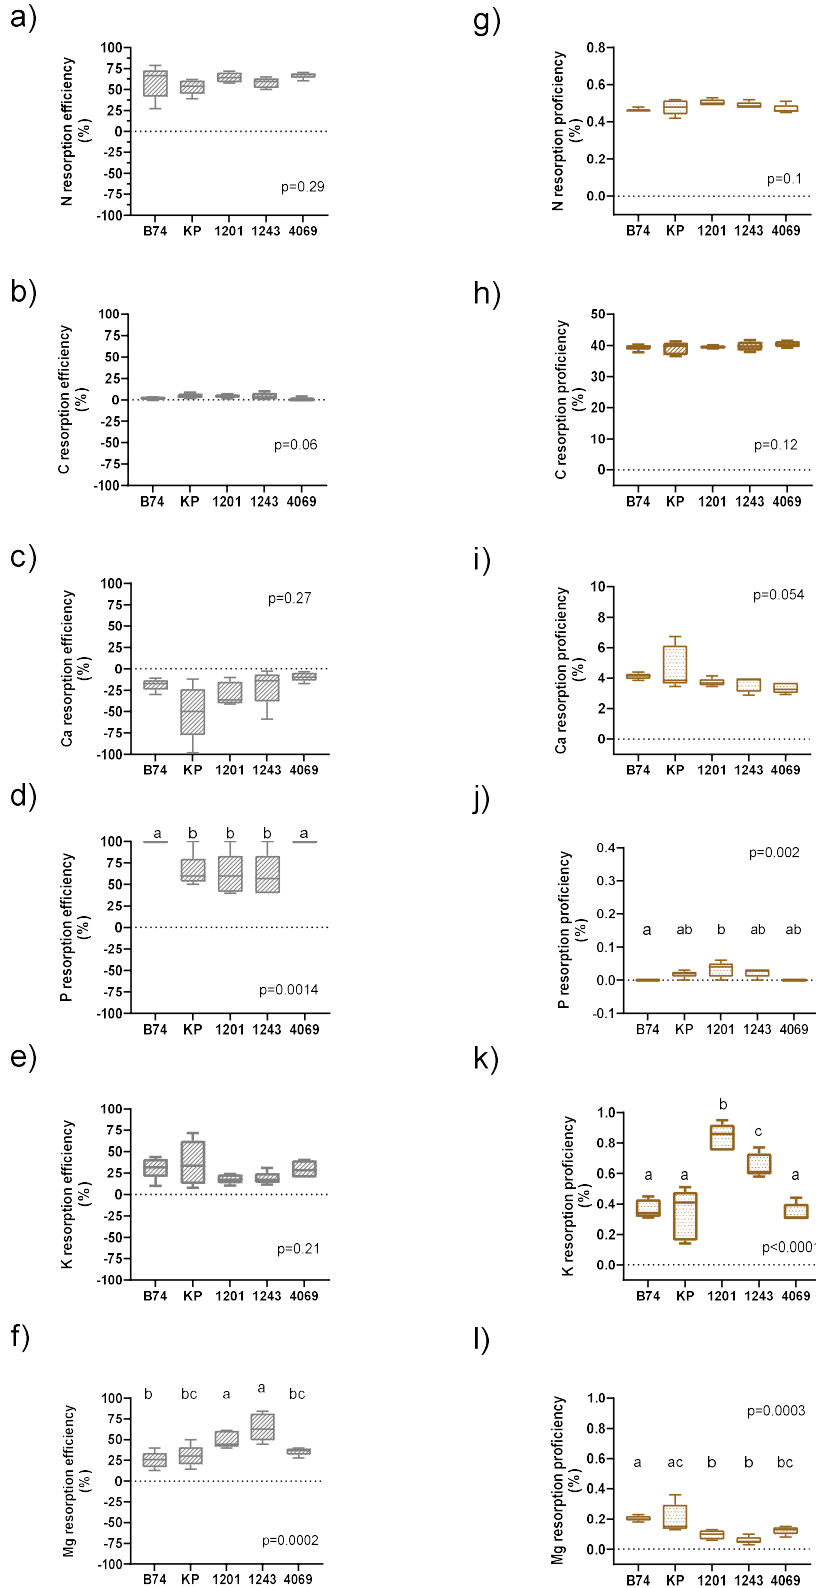 a)
N resorption efficiency
(%)
100
75
50
25
0
-25
-50
-75
-100
p=0.29
B74 KP 1201 1243 4069
g)
N resorption proficiency
(%)
0.8
0.6
0.4
0.2
0.0
p=0.1
B74 KP 1201 1243 4069
b)
C resorption efficiency
(%)
100
75
50
25
0
-25
-50
-75
-100
p=0.06
B74 KP 1201 1243 4069
h)
C resorption proficiency
(%)
50
40
30
20
10
0
p=0.12
B74 KP 1201 1243 4069
c)
Ca resorption efficiency
(%)
100
75
50
25
0
-25
-50
-75
-100
p=0.27
B74 KP 1201 1243 4069
i)
Ca resorption proficiency
(%)
10
8
6
4
2
0
p=0.054
B74 KP 1201 1243 4069
d)
P resorption efficiency
(%)
100
75
50
25
0
-25
-50
-75
-100
a b b b a
p=0.0014
B74 KP 1201 1243 4069
j)
P resorption proficiency
(%)
0.4
0.3
0.2
0.1
0.0
-0.1
p=0.002
a ab b ab ab
B74 KP 1201 1243 4069
e)
K resorption efficiency
(%)
100
75
50
25
0
-25
-50
-75
-100
p=0.21
B74 KP 1201 1243 4069
k)
K resorption proficiency
(%)
1.0
0.8
0.6
0.4
0.2
0.0
a a b c a
p<0.0001
B74 KP 1201 1243 4069
f)
Mg resorption efficiency
(%)
100
75
50
25
0
-25
-50
-75
-100
b bc a a bc
p=0.0002
B74 KP 1201 1243 4069
l)
Mg resorption proficiency
(%)
1.0
0.8
0.6
0.4
0.2
0.0
p=0.0003
a ac b b bc
B74 KP 1201 1243 4069